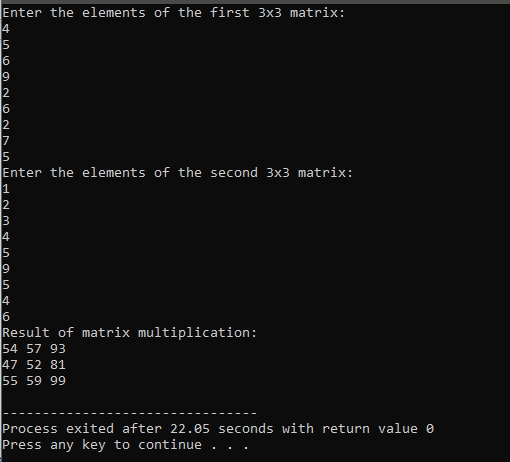 Enter the elements of the first 3x3 matrix:
4
5
6
9
2
6
2
7
5
Enter the elements of the second 3x3 matrix:
1
2
3
4
5
9
5
4
6
Result of matrix multiplication:
54 57 93
47 52 81
55 59 99
--------------------------------
Process exited after 22.05 seconds with return value 0
Press any key to continue . . .